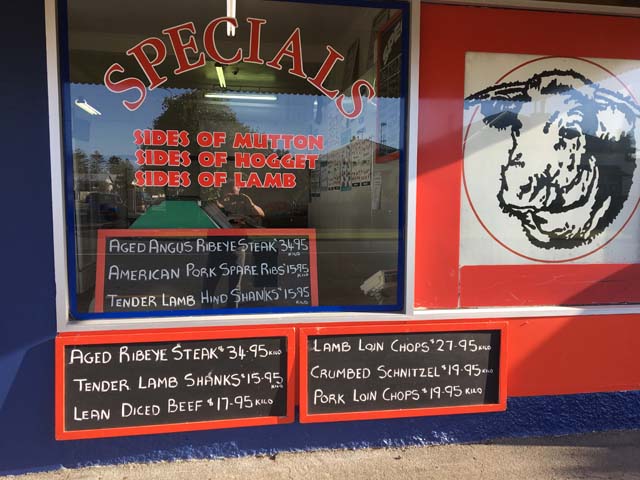 SPECIALS
SIDES OF MUTTON
SIDES OF HOGGET
SIDES OF LAMB
AGED ANGUS RIBEYE STEAK $34.95 KILO
AMERICAN PORK SPARE RIBS $15.95 KILO
TENDER LAMB HIND SHANKS $15.95 KILO
AGED RIBEYE STEAK $34.95 KILO
TENDER LAMB SHANKS $15.95 KILO
LEAN DICED BEEF $17.95 KILO
LAMB LOIN CHOPS $27.95 KILO
CRUMBED SCHNITZEL $19.95 KILO
PORK LOIN CHOPS $19.95 KILO